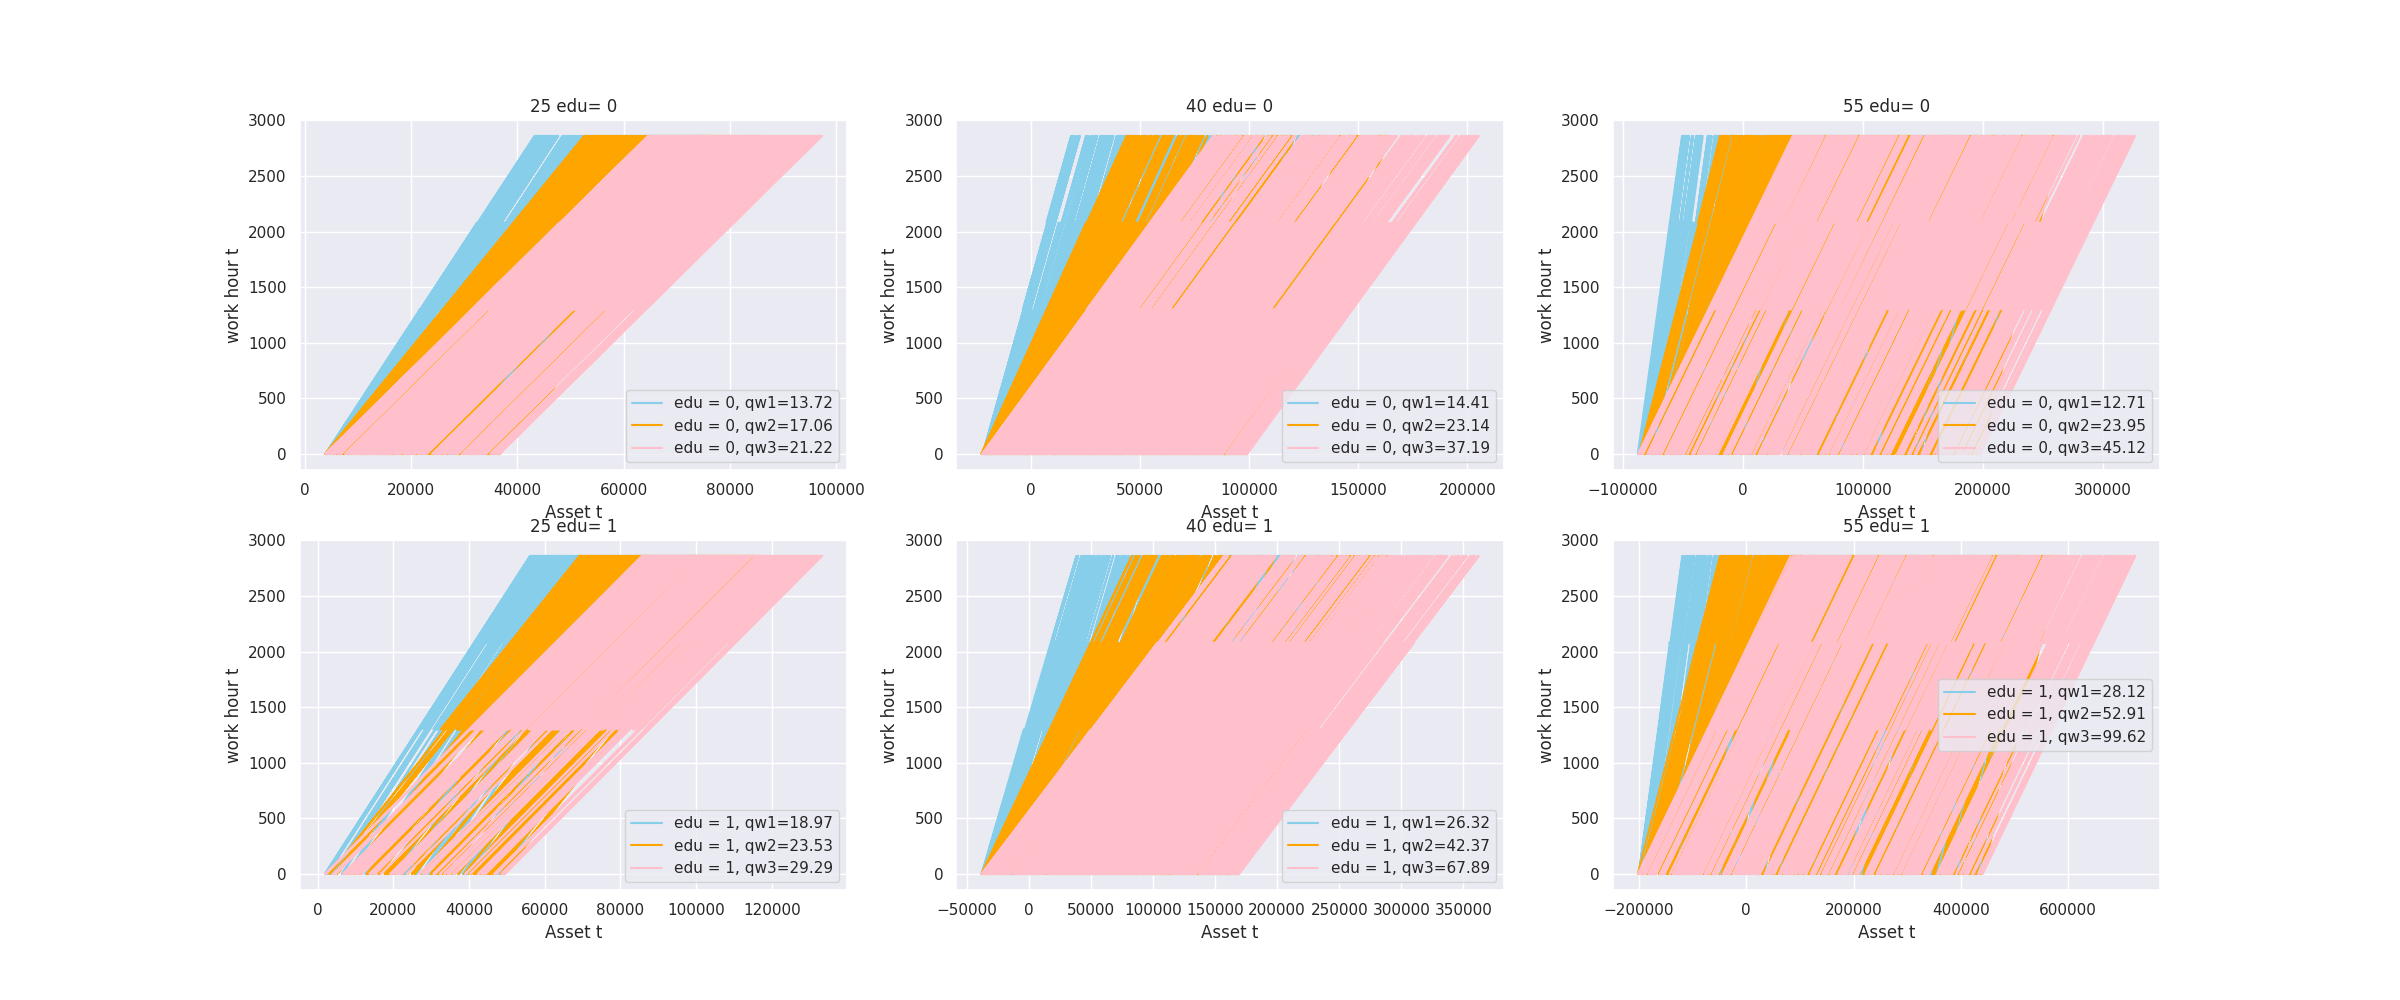 25 edu= 0
3000
2500
2000
1500
1000
500
0
work hour t
edu = 0, qw1=13.72
edu = 0, qw2=17.06
edu = 0, qw3=21.22
0 20000 40000 60000 80000 100000
Asset t
40 edu= 0
3000
2500
2000
1500
1000
500
0
work hour t
edu = 0, qw1=14.41
edu = 0, qw2=23.14
edu = 0, qw3=37.19
0 50000 100000 150000 200000
Asset t
55 edu= 0
3000
2500
2000
1500
1000
500
0
work hour t
edu = 0, qw1=12.71
edu = 0, qw2=23.95
edu = 0, qw3=45.12
−100000 0 100000 200000 300000
Asset t
25 edu= 1
3000
2500
2000
1500
1000
500
0
work hour t
edu = 1, qw1=18.97
edu = 1, qw2=23.53
edu = 1, qw3=29.29
0 20000 40000 60000 80000 100000 120000
Asset t
40 edu= 1
3000
2500
2000
1500
1000
500
0
work hour t
edu = 1, qw1=26.32
edu = 1, qw2=42.37
edu = 1, qw3=67.89
−50000 0 50000 100000 150000 200000 250000 300000 350000
Asset t
55 edu= 1
3000
2500
2000
1500
1000
500
0
work hour t
edu = 1, qw1=28.12
edu = 1, qw2=52.91
edu = 1, qw3=99.62
−200000 0 200000 400000 600000
Asset t